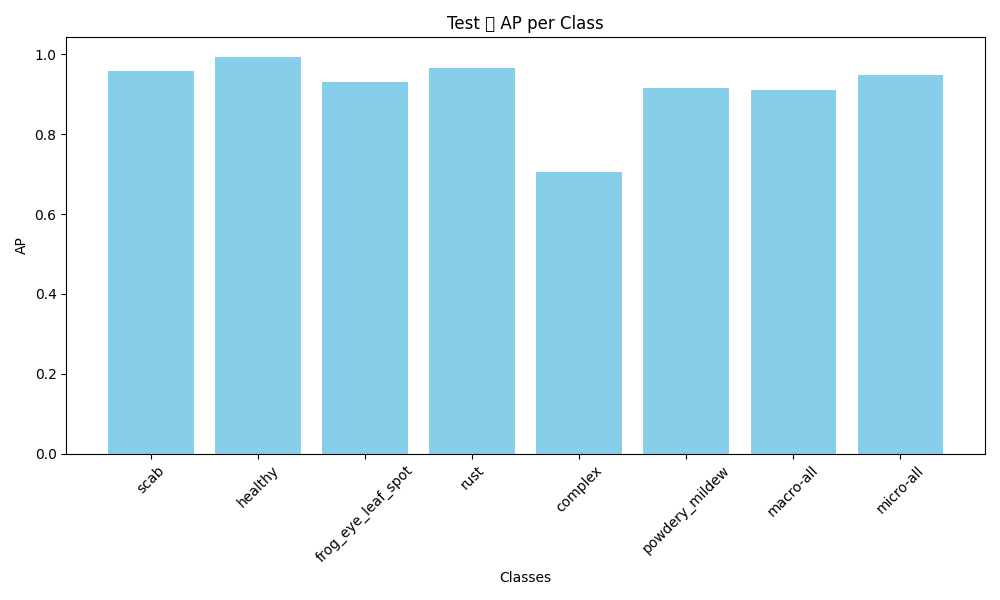 Test AP per Class
1.0
0.8
0.6
0.4
0.2
0.0
AP
scab
healthy
frog_eye_leaf_spot
rust
complex
powdery_mildew
macro-all
micro-all
Classes